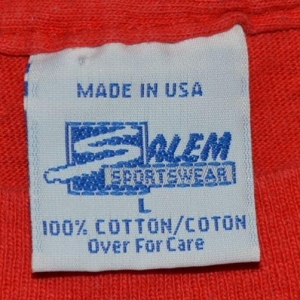 MADE IN USA
SALEM
SPORTSWEAR
L
100% COTTON/COTON
Over For Care